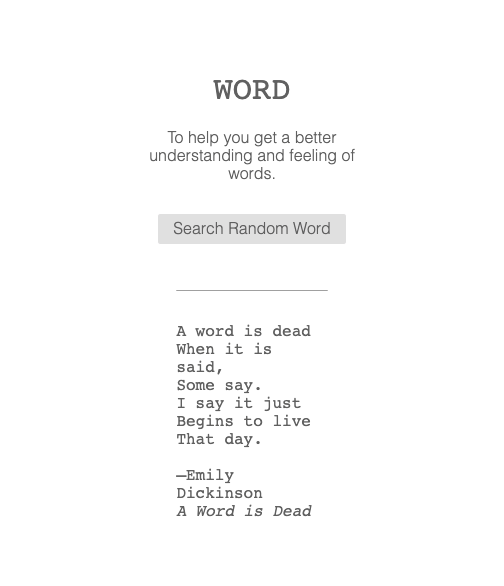 WORD
To help you get a better
understanding and feeling of
words.
Search Random Word
A word is dead
When it is
said,
Some say.
I say it just
Begins to live
That day.
—Emily
Dickinson
A Word is Dead